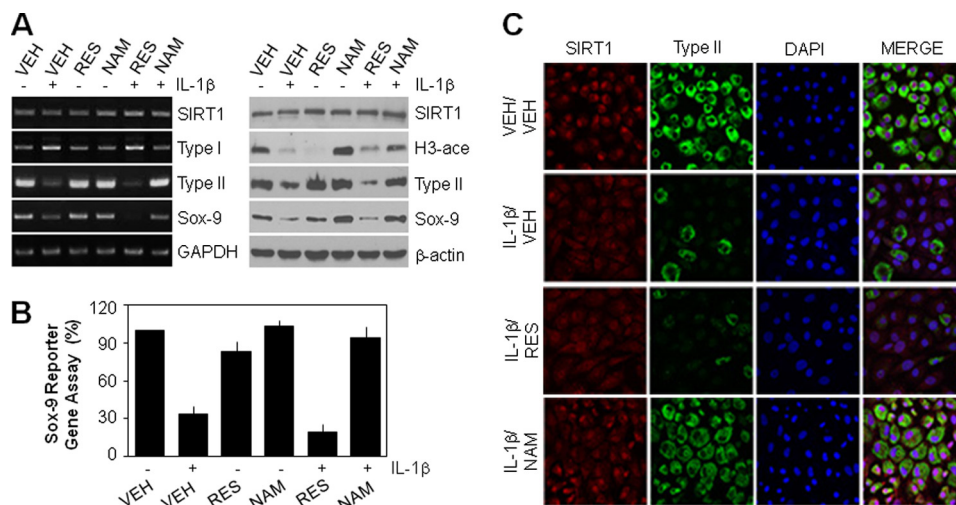 A
VEH VEH RES NAM RES NAM
- + - - + + IL-1β
SIRT1
Type I
Type II
Sox-9
GAPDH
VEH VEH RES NAM RES NAM
- + - - + + IL-1β
SIRT1
H3-ace
Type II
Sox-9
β-actin
B
Sox-9 Reporter
Gene Assay (%)
120
90
60
30
0
- + - - + + IL-1β
VEH VEH RES NAM RES NAM
C
SIRT1 Type II DAPI MERGE
VEH/
VEH
IL-1β/
VEH
IL-1β/
RES
IL-1β/
NAM